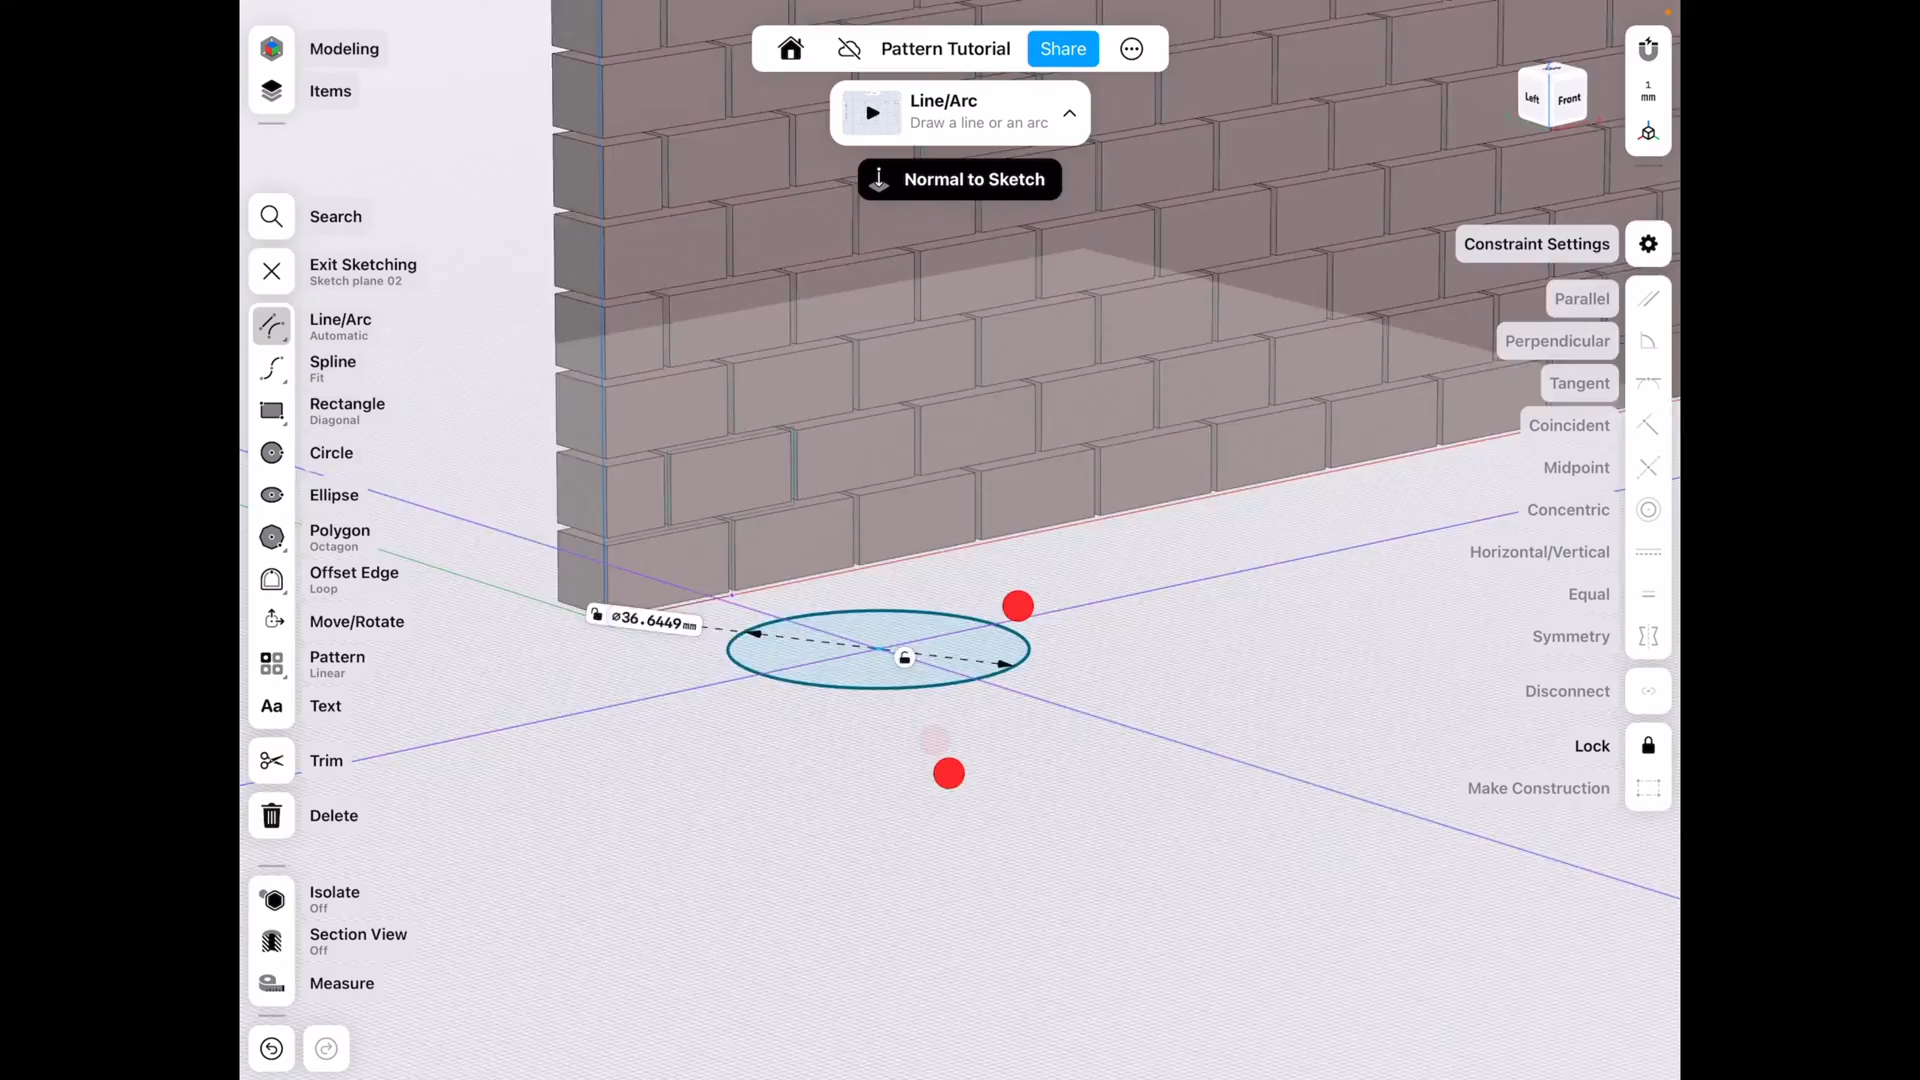 Modeling
Items
Pattern Tutorial
Share
Line/Arc
Draw a line or an arc
Normal to Sketch
Left
Front
1
mm
Search
Exit Sketching
Sketch plane 02
Line/Arc
Automatic
Spline
Fit
Rectangle
Diagonal
Circle
Ellipse
Polygon
Octagon
Offset Edge
Loop
Move/Rotate
Pattern
Linear
Aa Text
Trim
Delete
Isolate
Off
Section View
Off
Measure
⌀36.6449 mm
Constraint Settings
Parallel
Perpendicular
Tangent
Coincident
Midpoint
Concentric
Horizontal/Vertical
Equal
Symmetry
Disconnect
Lock
Make Construction